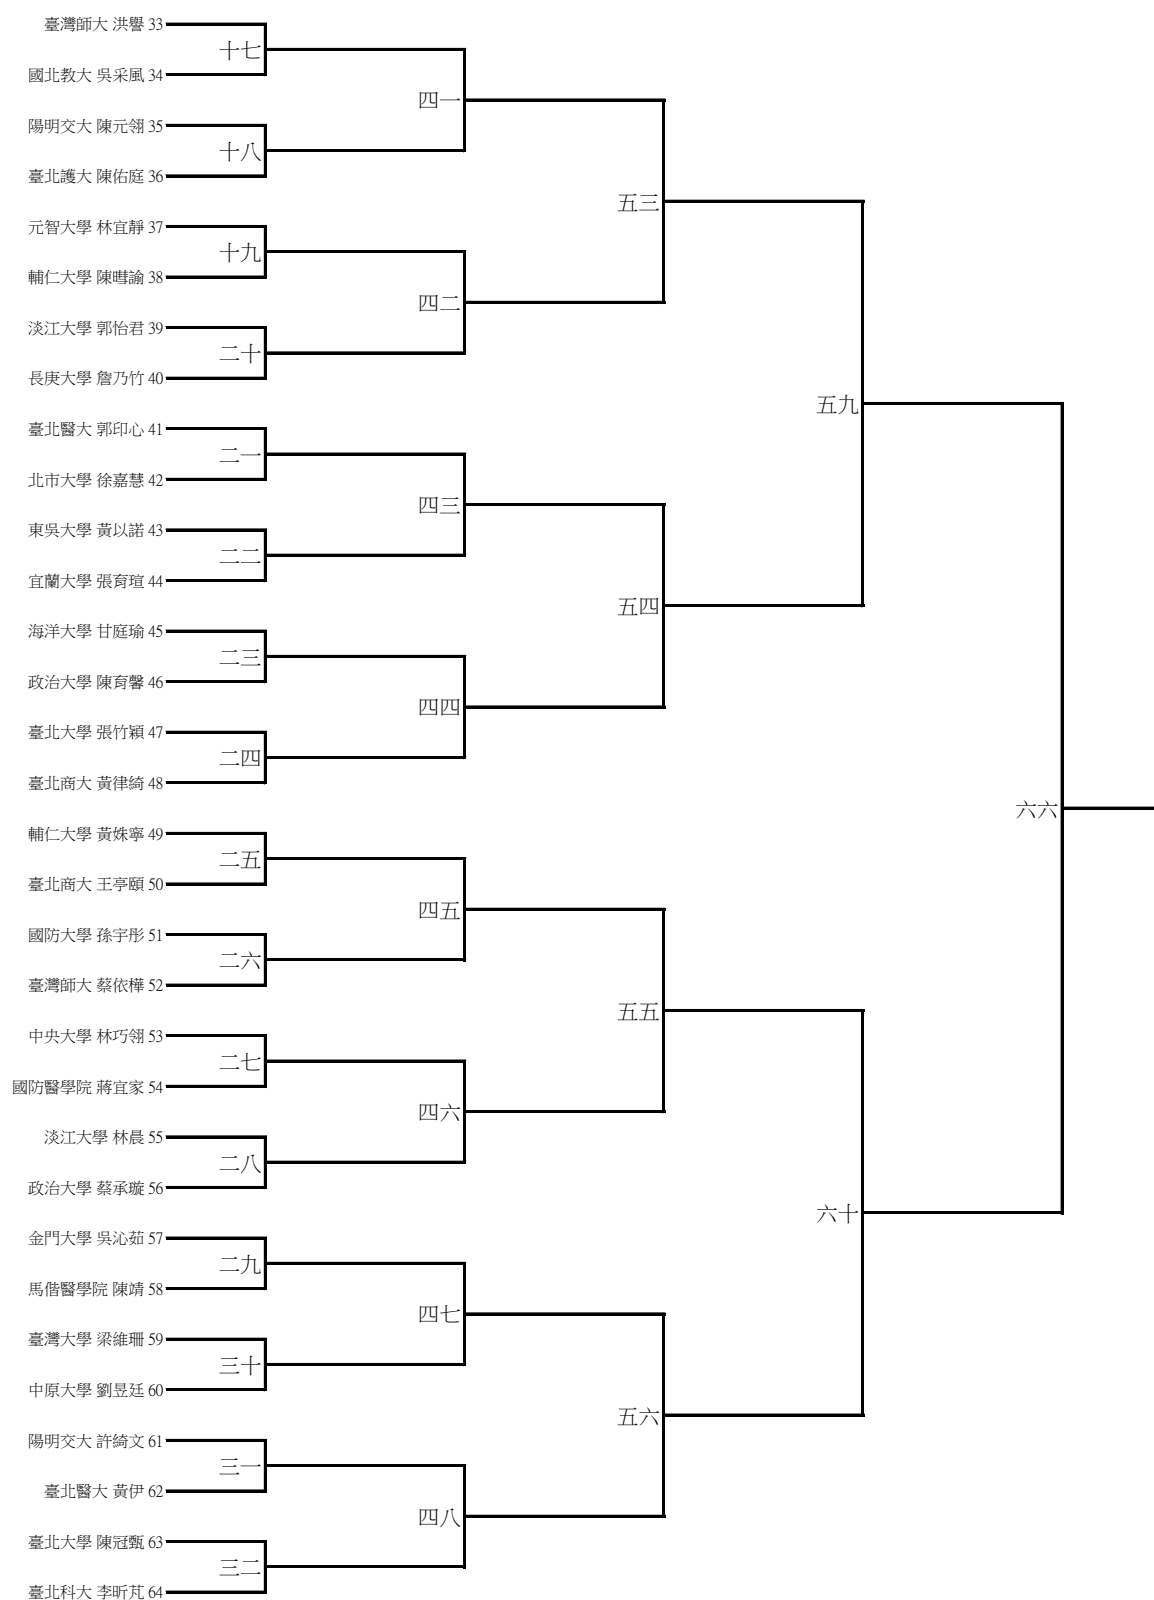 臺灣師大 洪譽 33
十七
國北教大 吳采風 34
四一
陽明交大 陳元翎 35
十八
臺北護大 陳佑庭 36
五三
元智大學 林宜靜 37
十九
輔仁大學 陳暳諭 38
四二
淡江大學 郭怡君 39
二十
長庚大學 詹乃竹 40
五九
臺北醫大 郭印心 41
二一
北市大學 徐嘉慧 42
四三
東吳大學 黃以諾 43
二二
宜蘭大學 張育瑄 44
五四
海洋大學 甘庭瑜 45
二三
政治大學 陳育馨 46
四四
臺北大學 張竹穎 47
二四
臺北商大 黃律綺 48
六六
輔仁大學 黃姝寧 49
二五
臺北商大 王亭頤 50
四五
國防大學 孫宇彤 51
二六
臺灣師大 蔡依樺 52
五五
中央大學 林巧翎 53
二七
國防醫學院 蔣宜家 54
四六
淡江大學 林晨 55
二八
政治大學 蔡承璇 56
六十
金門大學 吳沁茹 57
二九
馬偕醫學院 陳靖 58
四七
臺灣大學 梁維珊 59
三十
中原大學 劉昱廷 60
五六
陽明交大 許綺文 61
三一
臺北醫大 黃伊 62
四八
臺北大學 陳冠甄 63
三二
臺北科大 李昕芃 64